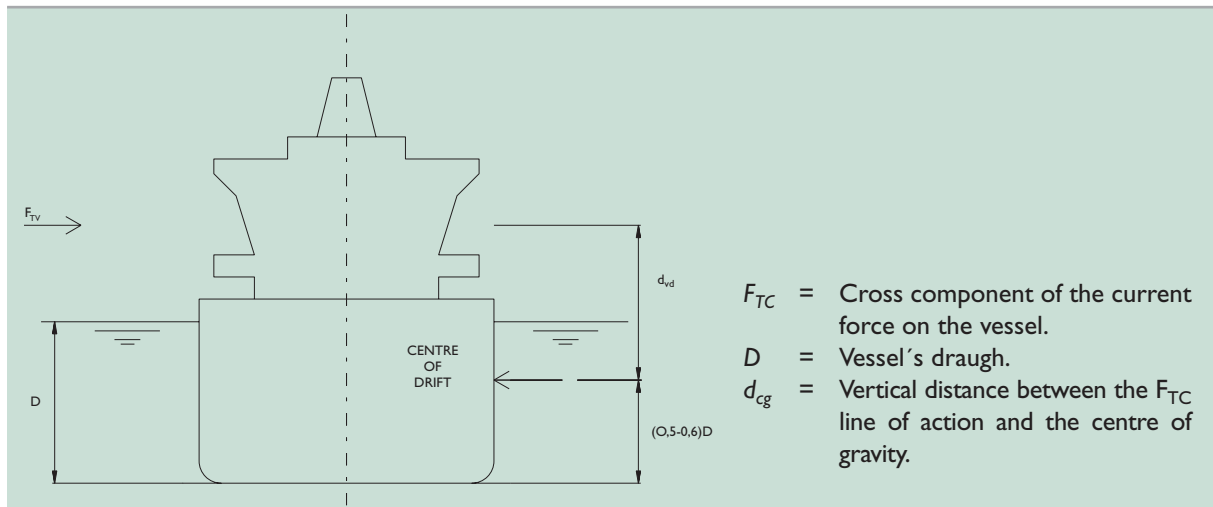 F_TV
d_vd
CENTRE
OF
DRIFT
D
(O,5-0,6)D
F_TC = Cross component of the current
force on the vessel.
D = Vessel´s draugh.
d_cg = Vertical distance between the F_TC
line of action and the centre of
gravity.